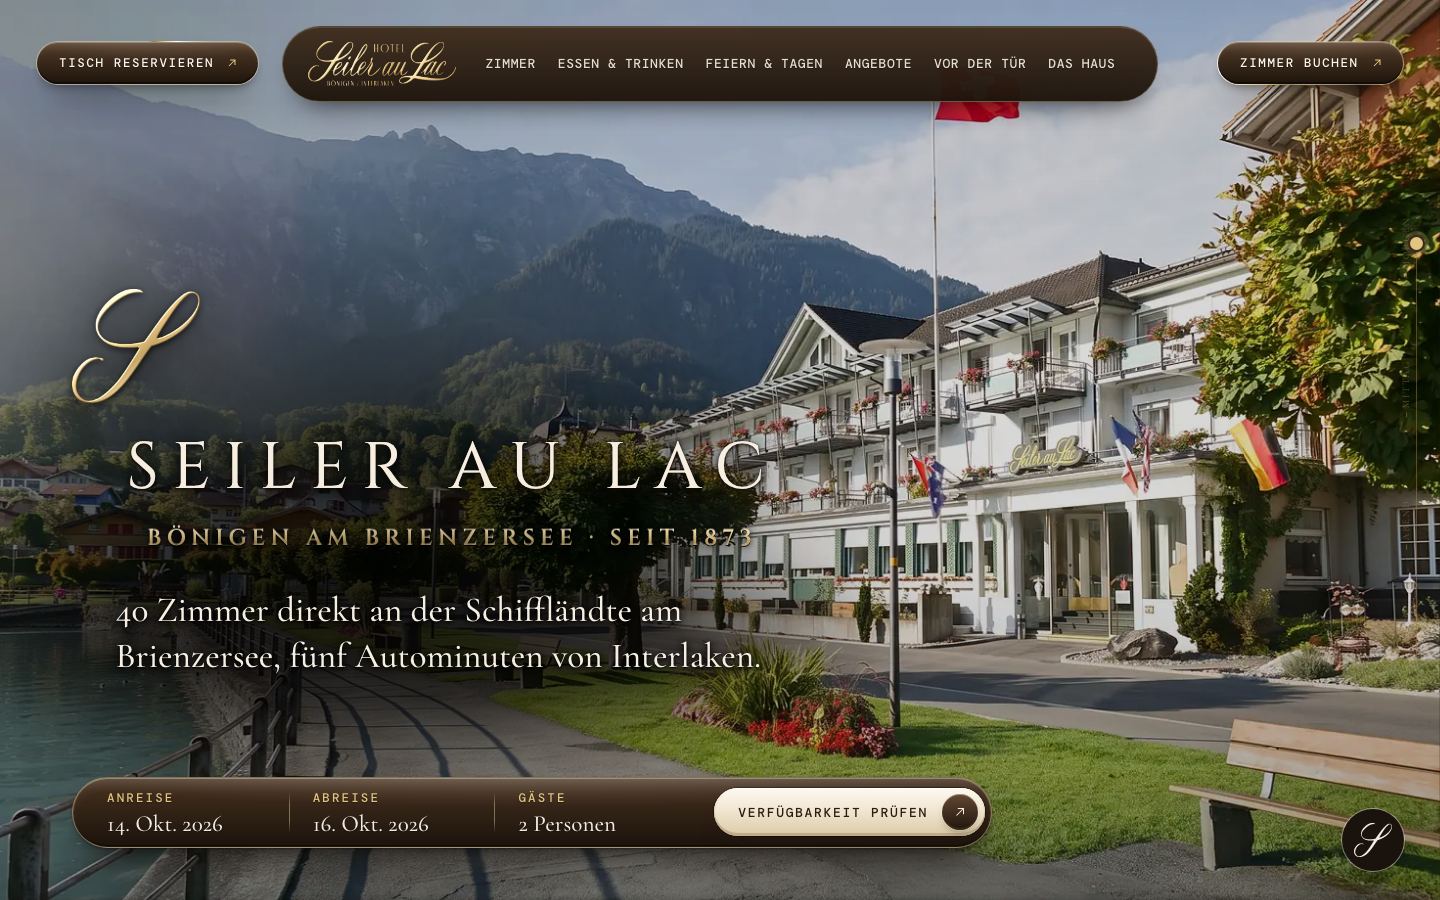 TISCH RESERVIEREN
HOTEL
Seiler au Lac
BÖNIGEN / INTERLAKEN
ZIMMER
ESSEN & TRINKEN
FEIERN & TAGEN
ANGEBOTE
VOR DER TÜR
DAS HAUS
ZIMMER BUCHEN
S
Seiler au Lac
SEILER AU LAC
BÖNIGEN AM BRIENZERSEE · SEIT 1873
40 Zimmer direkt an der Schiffländte am
Brienzersee, fünf Autominuten von Interlaken.
ANREISE
14. Okt. 2026
ABREISE
16. Okt. 2026
GÄSTE
2 Personen
VERFÜGBARKEIT PRÜFEN
S